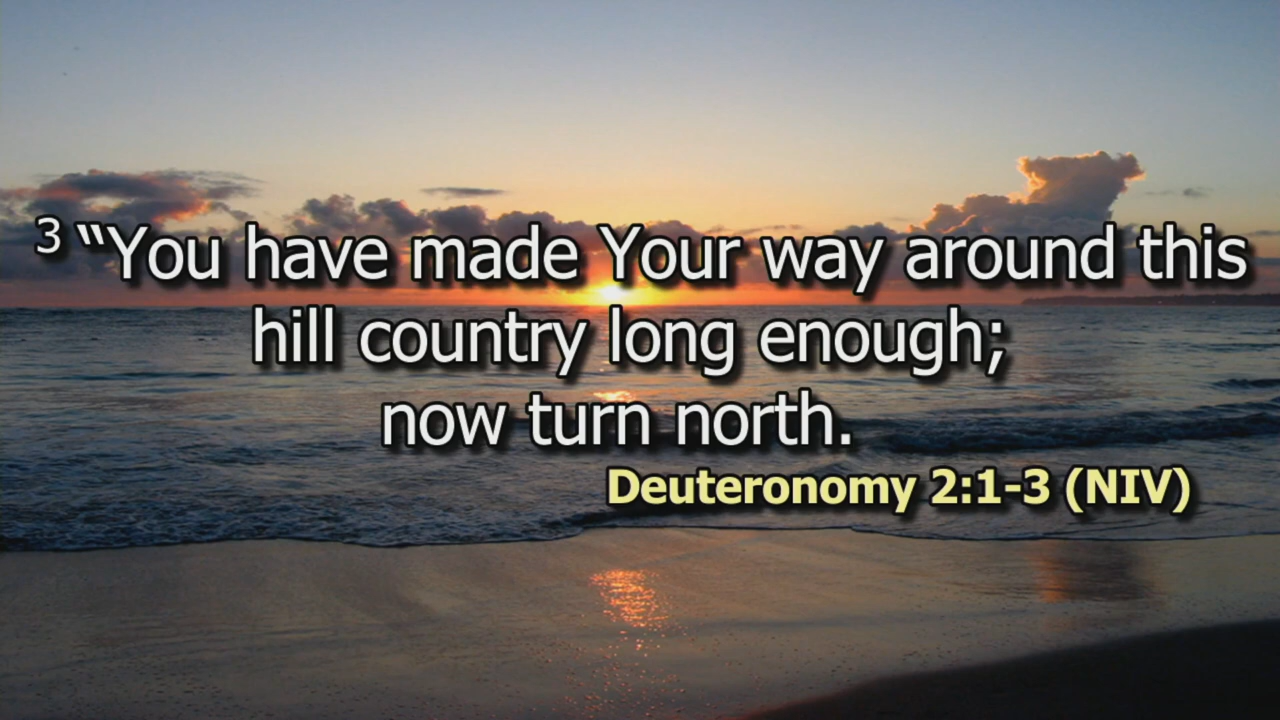 3 “You have made Your way around this
hill country long enough;
now turn north.
Deuteronomy 2:1-3 (NIV)